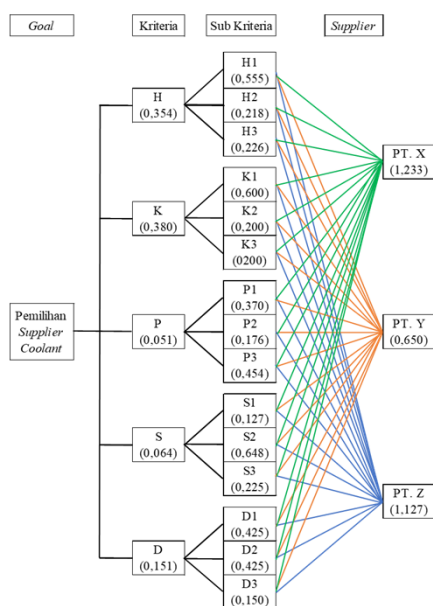 Goal
Kriteria
Sub Kriteria
Supplier
Pemilihan
Supplier
Coolant
H
(0,354)
K
(0,380)
P
(0,051)
S
(0,064)
D
(0,151)
H1
(0,555)
H2
(0,218)
H3
(0,226)
K1
(0,600)
K2
(0,200)
K3
(0200)
P1
(0,370)
P2
(0,176)
P3
(0,454)
S1
(0,127)
S2
(0,648)
S3
(0,225)
D1
(0,425)
D2
(0,425)
D3
(0,150)
PT. X
(1,233)
PT. Y
(0,650)
PT. Z
(1,127)